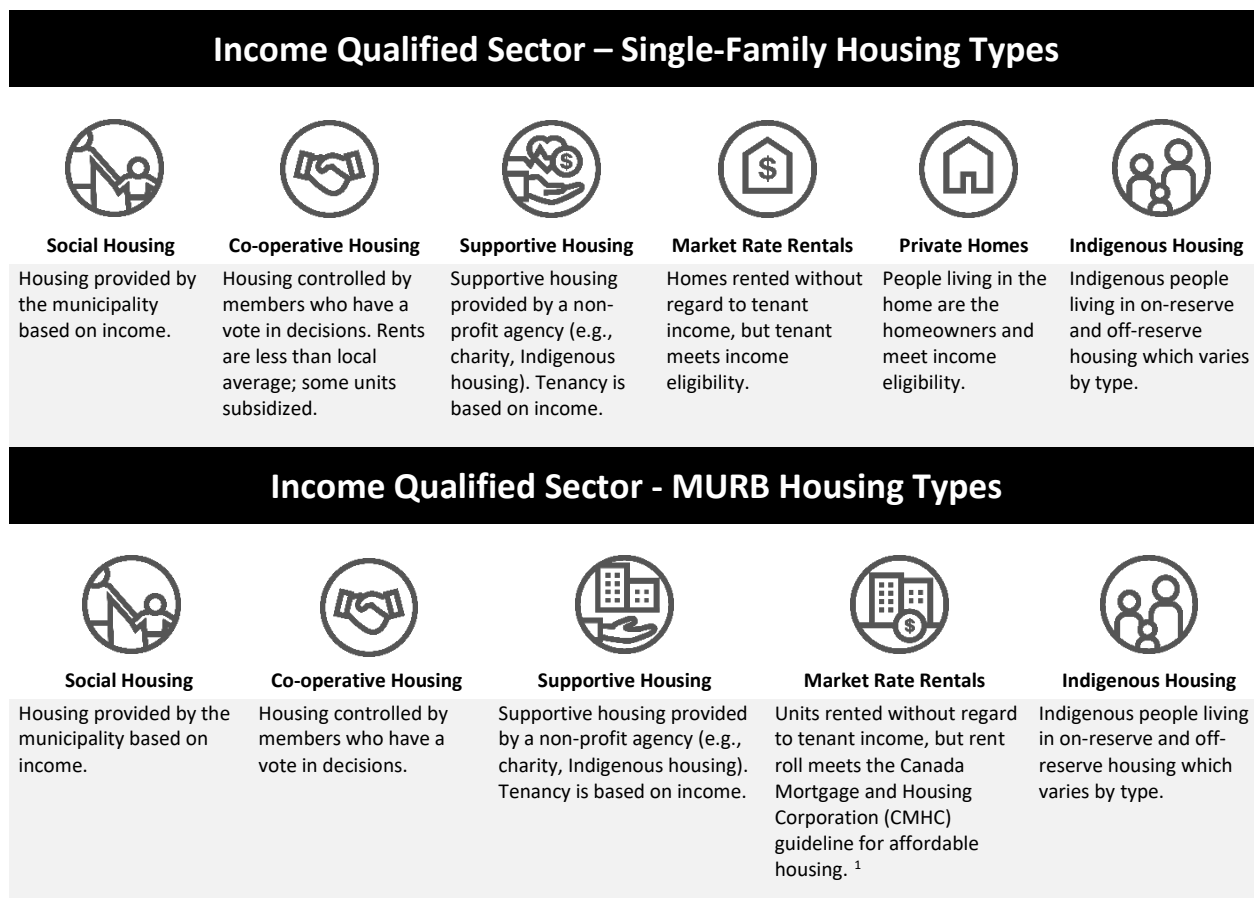 Income Qualified Sector – Single-Family Housing Types
$
$
Social Housing
Housing provided by
the municipality
based on income.
Co-operative Housing
Housing controlled by
members who have a
vote in decisions. Rents
are less than local
average; some units
subsidized.
Supportive Housing
Supportive housing
provided by a non-
profit agency (e.g.,
charity, Indigenous
housing). Tenancy is
based on income.
Market Rate Rentals
Homes rented without
regard to tenant
income, but tenant
meets income
eligibility.
Private Homes
People living in the
home are the
homeowners and
meet income
eligibility.
Indigenous Housing
Indigenous people
living in on-reserve
and off-reserve
housing which varies
by type.
Income Qualified Sector - MURB Housing Types
$
Social Housing
Housing provided by the
municipality based on
income.
Co-operative Housing
Housing controlled by
members who have a
vote in decisions.
Supportive Housing
Supportive housing provided
by a non-profit agency (e.g.,
charity, Indigenous housing).
Tenancy is based on income.
Market Rate Rentals
Units rented without regard
to tenant income, but rent
roll meets the Canada
Mortgage and Housing
Corporation (CMHC)
guideline for affordable
housing. 1
Indigenous Housing
Indigenous people living
in on-reserve and off-
reserve housing which
varies by type.